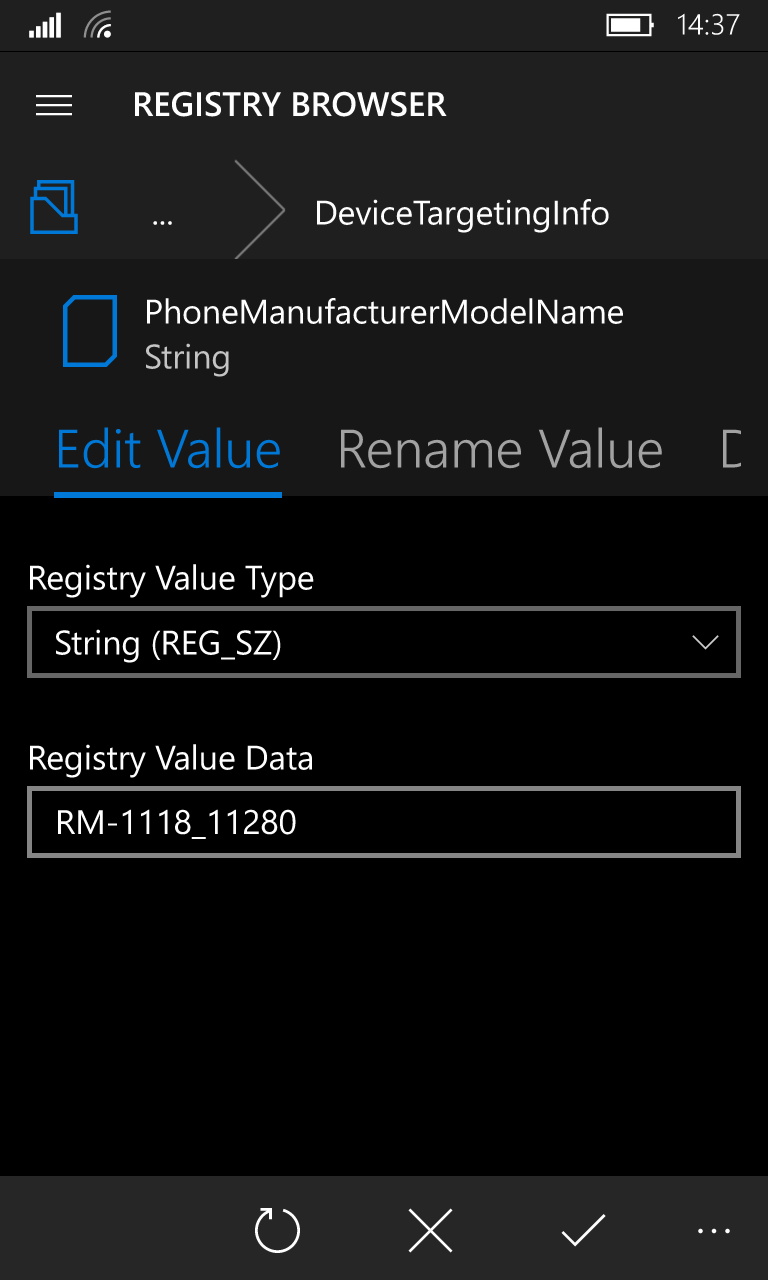 14:37
REGISTRY BROWSER
... DeviceTargetingInfo
PhoneManufacturerModelName
String
Edit Value Rename Value D
Registry Value Type
String (REG_SZ)
Registry Value Data
RM-1118_11280
...